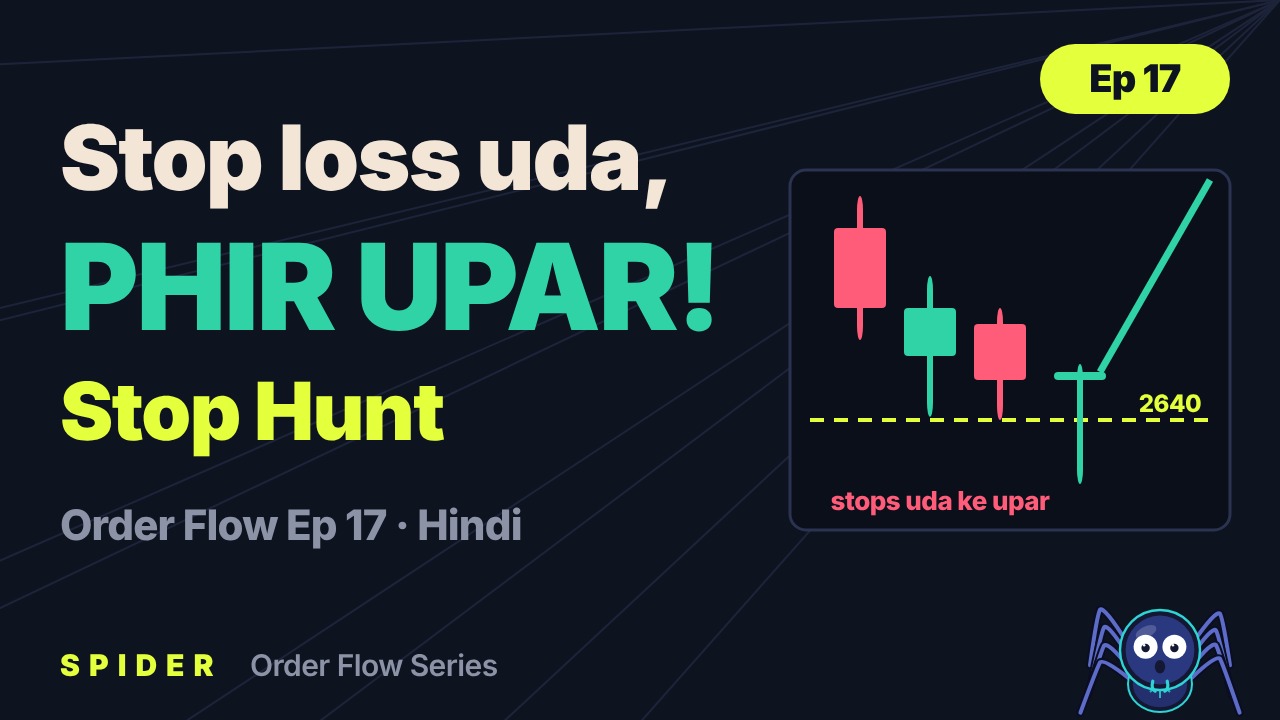 Ep 17
Stop loss uda,
PHIR UPAR!
Stop Hunt
Order Flow Ep 17 · Hindi
2640
stops uda ke upar
SPIDER Order Flow Series